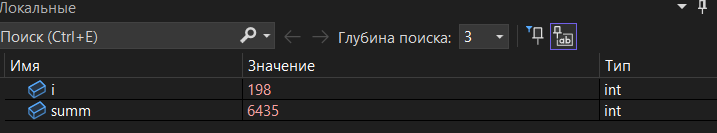 Локальные
Поиск (Ctrl+E) Глубина поиска: 3
Имя Значение Тип
i 198 int
summ 6435 int